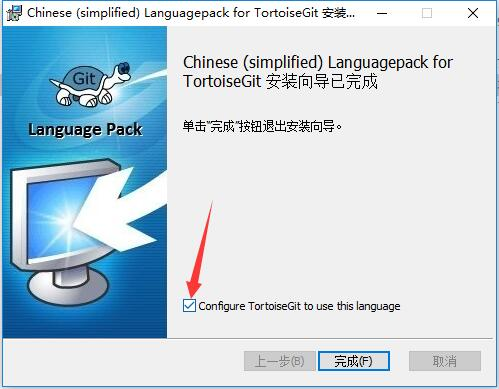 Chinese (simplified) Languagepack for TortoiseGit 安装...
Git
Language Pack
Chinese (simplified) Languagepack for
TortoiseGit 安装向导已完成
单击"完成"按钮退出安装向导。
Configure TortoiseGit to use this language
上一步(B)
完成(F)
取消